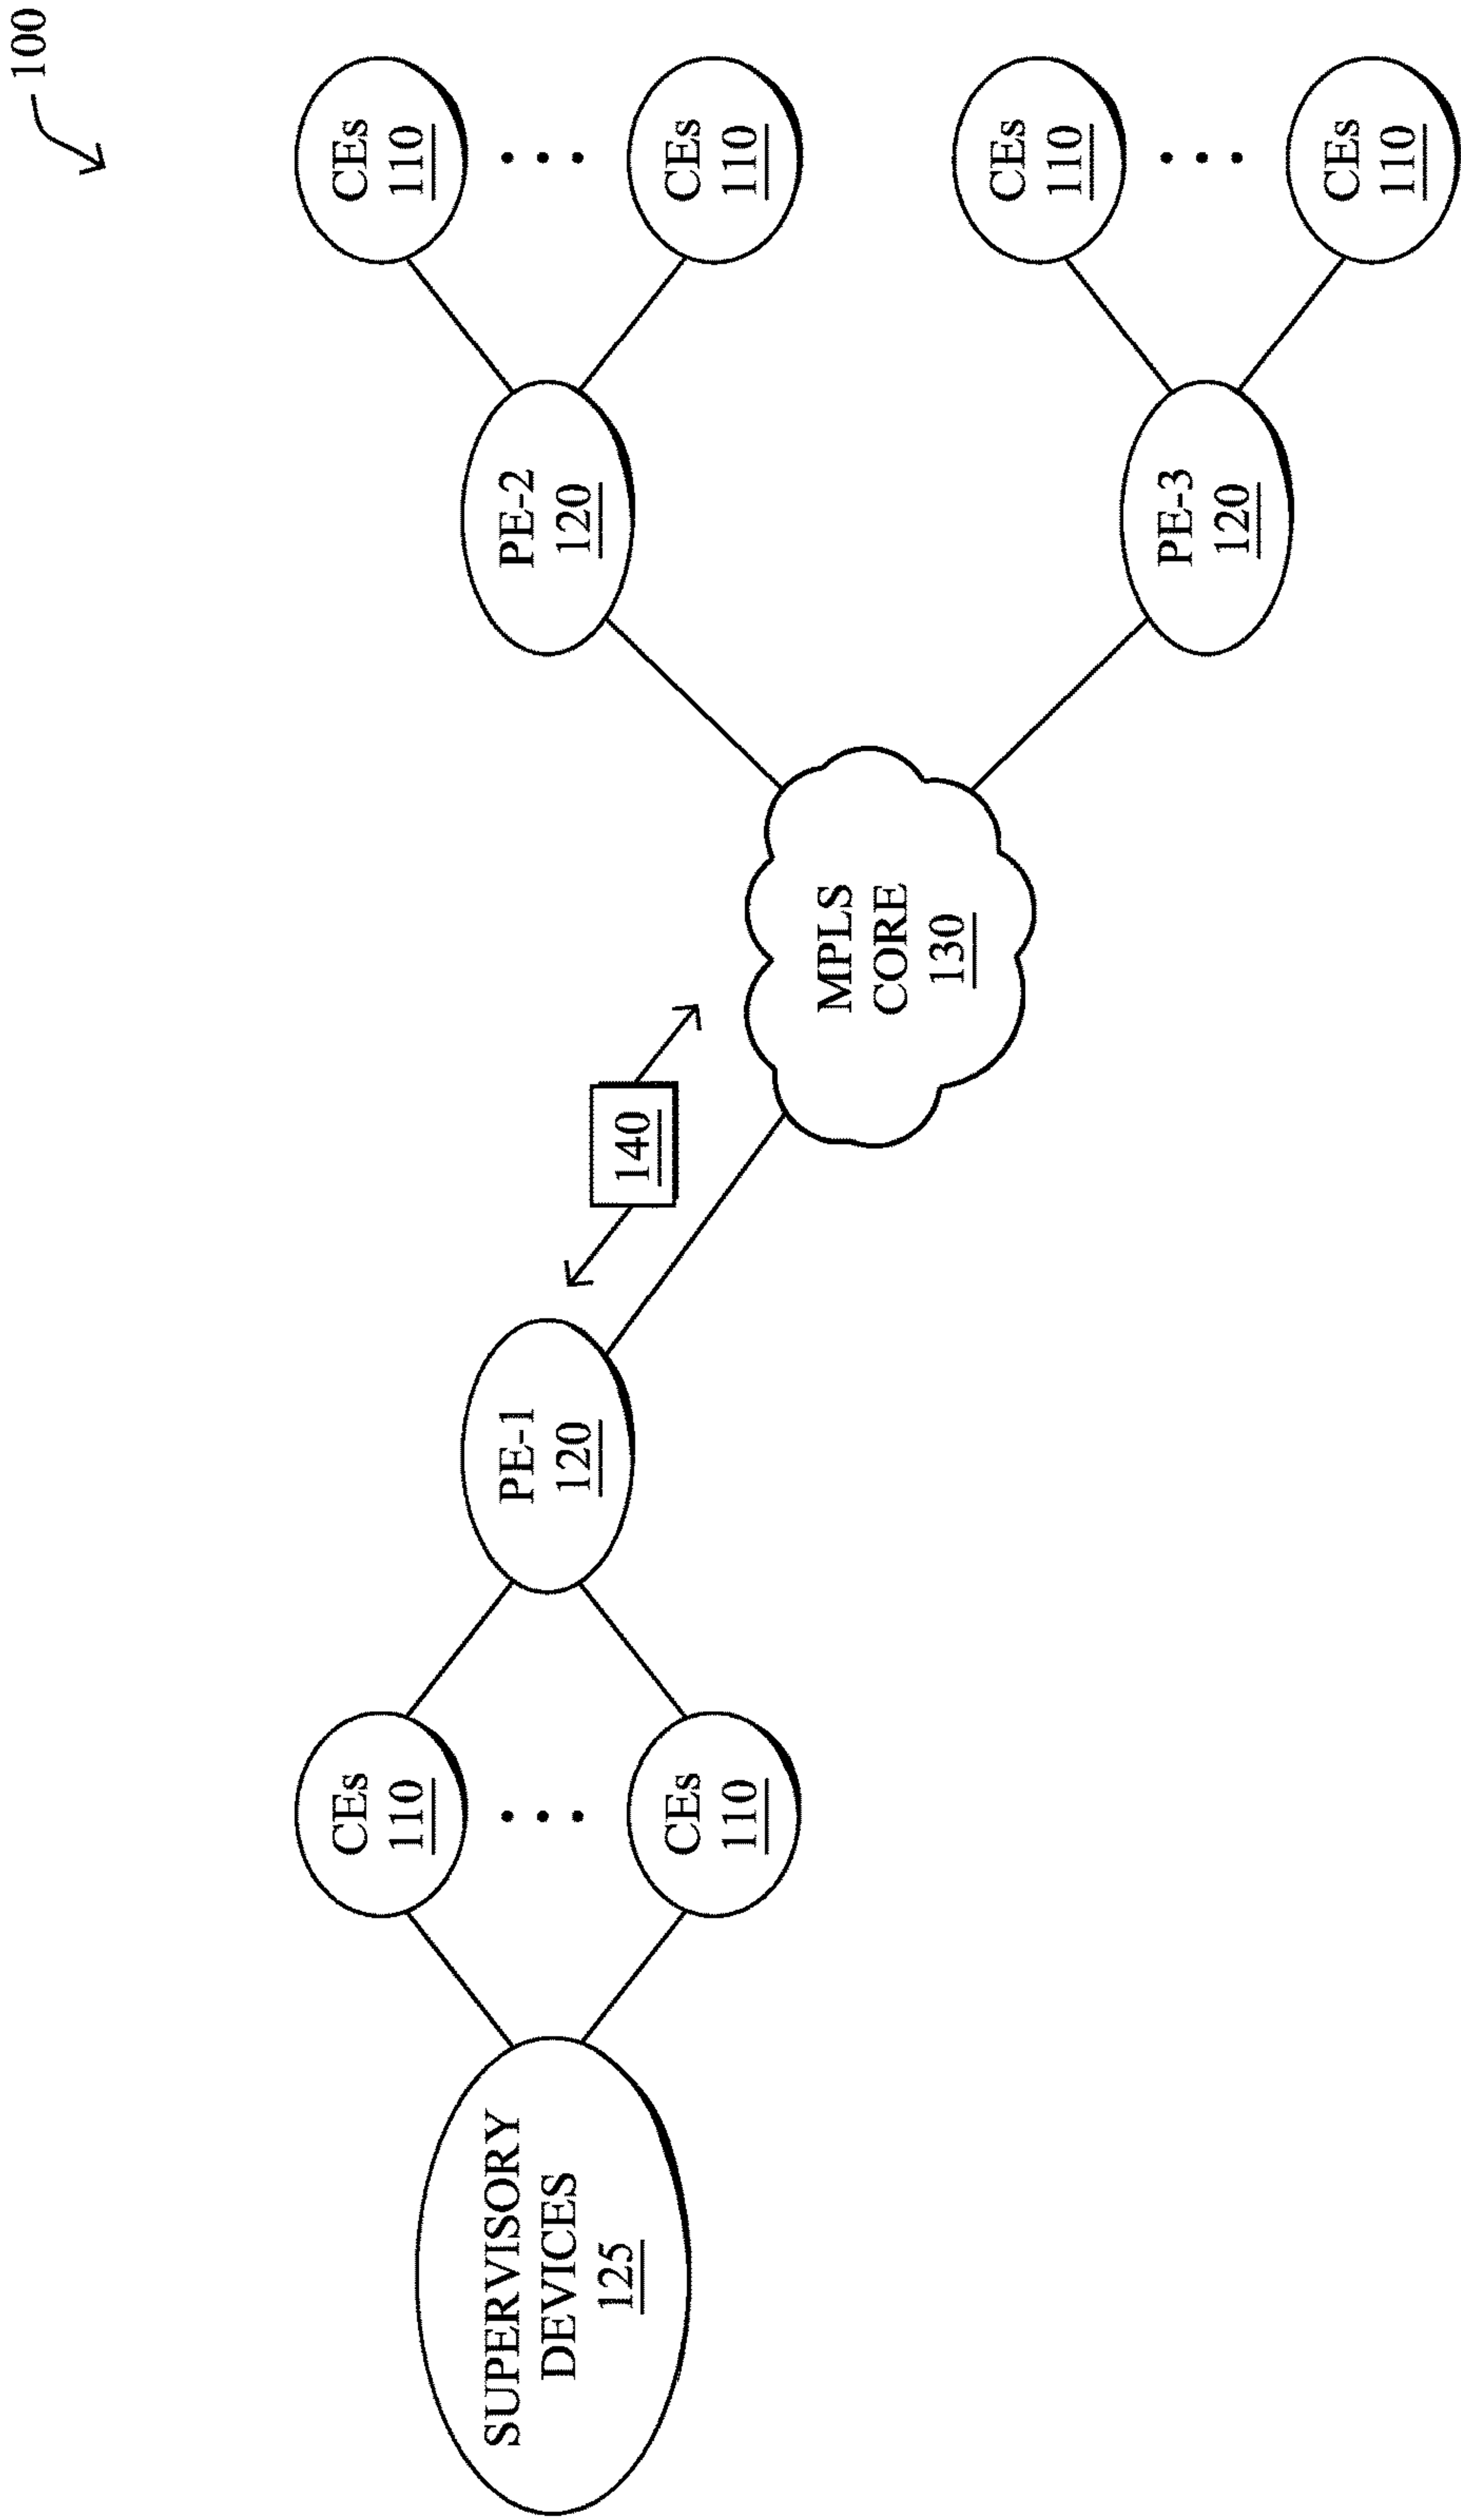 100
CEs
110
CEs
110
CEs
110
CEs
110
PE-2
120
PE-3
120
MPLS
CORE
130
140
PE-1
120
CEs
110
CEs
110
SUPERVISORY
DEVICES
125